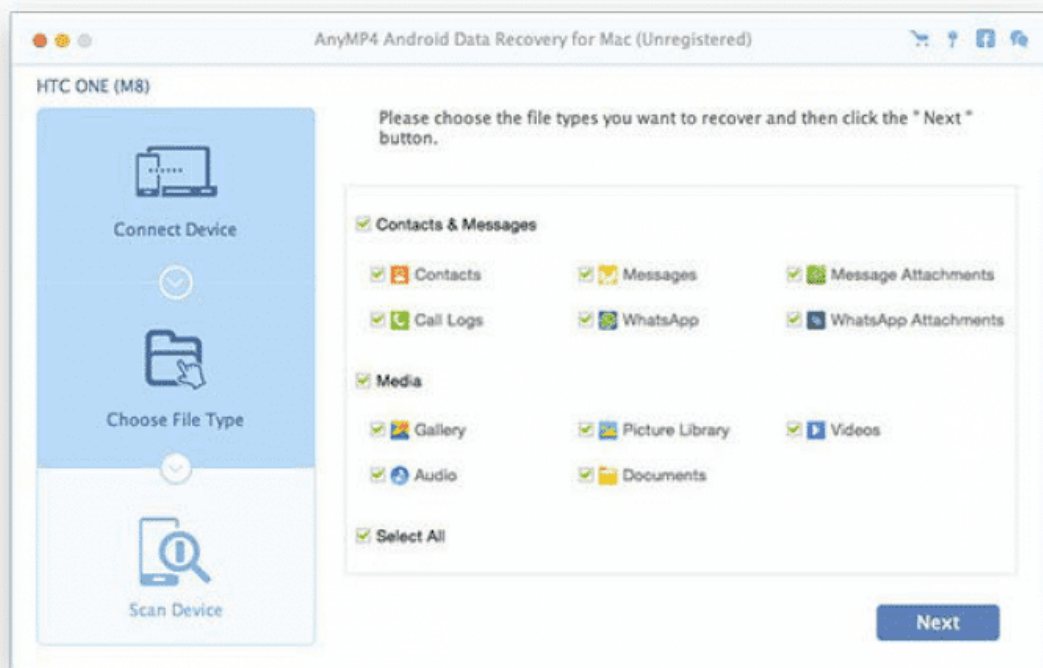 AnyMP4 Android Data Recovery for Mac (Unregistered)
HTC ONE (M8)
Connect Device
Choose File Type
Scan Device
Please choose the file types you want to recover and then click the " Next "
button.
Contacts & Messages
Contacts Messages Message Attachments
Call Logs WhatsApp WhatsApp Attachments
Media
Gallery Picture Library Videos
Audio Documents
Select All
Next